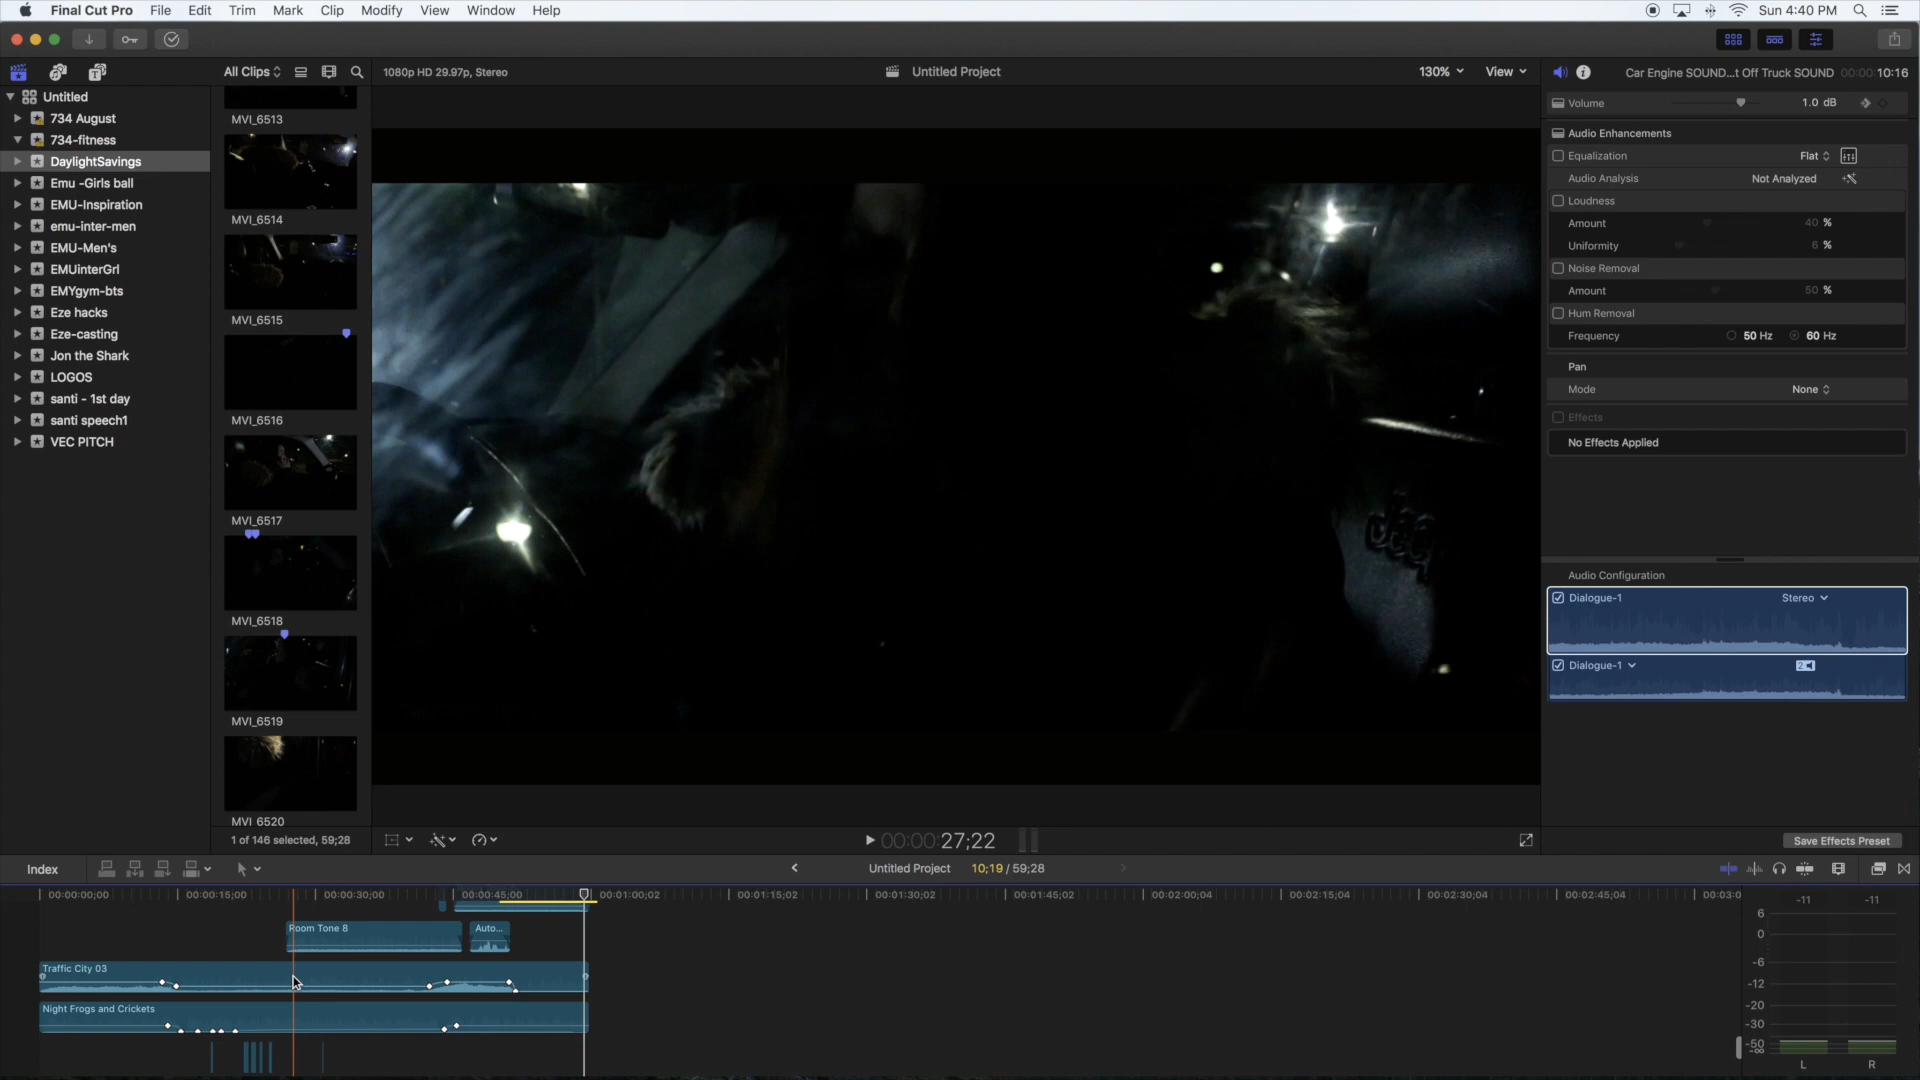 Final Cut Pro File Edit Trim Mark Clip Modify View Window Help
Sun 4:40 PM
All Clips
1080p HD 29.97p, Stereo
Untitled Project
130%
View
Car Engine SOUND...t Off Truck SOUND
00:00:10:16
Untitled
734 August
734-fitness
DaylightSavings
Emu -Girls ball
EMU-Inspiration
emu-inter-men
EMU-Men's
EMUinterGrl
EMYgym-bts
Eze hacks
Eze-casting
Jon the Shark
LOGOS
santi - 1st day
santi speech1
VEC PITCH
MVI_6513
MVI_6514
MVI_6515
MVI_6516
MVI_6517
MVI_6518
MVI_6519
MVI_6520
1 of 146 selected, 59;28
00:00:27;22
Volume
1.0 dB
Audio Enhancements
Equalization
Flat
Audio Analysis
Not Analyzed
Loudness
Amount
40 %
Uniformity
6 %
Noise Removal
Amount
50 %
Hum Removal
Frequency
50 Hz
60 Hz
Pan
Mode
None
Effects
No Effects Applied
Audio Configuration
Dialogue-1
Stereo
Dialogue-1
2
Save Effects Preset
Index
Untitled Project
10;19 / 59;28
00:00:00;00
00:00:15;00
00:00:30;00
00:00:45;00
00:01:00;02
00:01:15;02
00:01:30;02
00:01:45;02
00:02:00;04
00:02:15;04
00:02:30;04
00:02:45;04
00:03:0
Room Tone 8
Auto...
Traffic City 03
Night Frogs and Crickets
-11
-11
6
0
-6
-12
-20
-30
-50
-∞
L
R